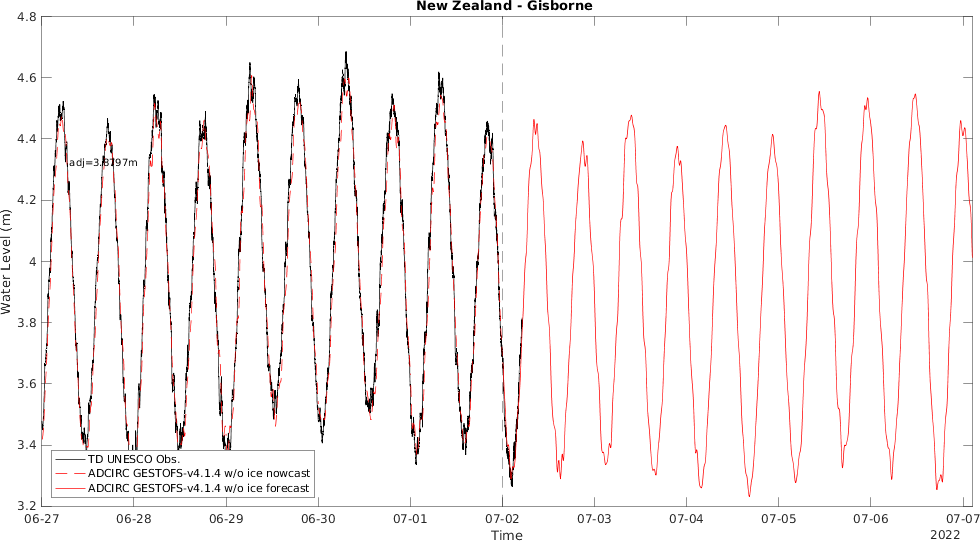 New Zealand - Gisborne
4.8
4.6
4.4
4.2
4
3.8
3.6
3.4
3.2
Water Level (m)
adj=3.8797m
TD UNESCO Obs.
ADCIRC GESTOFS-v4.1.4 w/o ice nowcast
ADCIRC GESTOFS-v4.1.4 w/o ice forecast
06-27 06-28 06-29 06-30 07-01 07-02 07-03 07-04 07-05 07-06 07-07
Time
2022